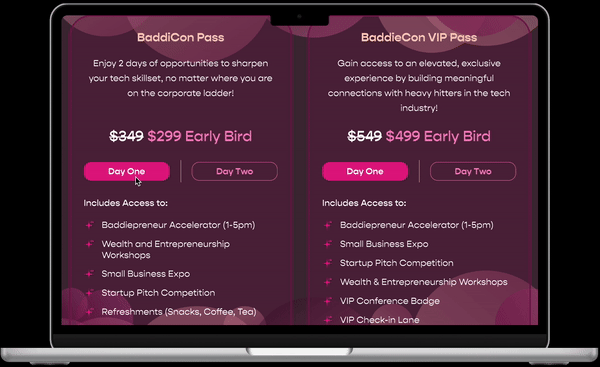 BaddiCon Pass
Enjoy 2 days of opportunities to sharpen
your tech skillset, no matter where you are
on the corporate ladder!
$349 $299 Early Bird
Day One
Day Two
Includes Access to:
Baddiepreneur Accelerator (1-5pm)
Wealth and Entrepreneurship
Workshops
Small Business Expo
Startup Pitch Competition
Refreshments (Snacks, Coffee, Tea)
BaddieCon VIP Pass
Gain access to an elevated, exclusive
experience by building meaningful
connections with heavy hitters in the tech
industry!
$549 $499 Early Bird
Day One
Day Two
Includes Access to:
Baddiepreneur Accelerator (1-5pm)
Small Business Expo
Startup Pitch Competition
Wealth & Entrepreneurship Workshops
VIP Conference Badge
VIP Check-in Lane